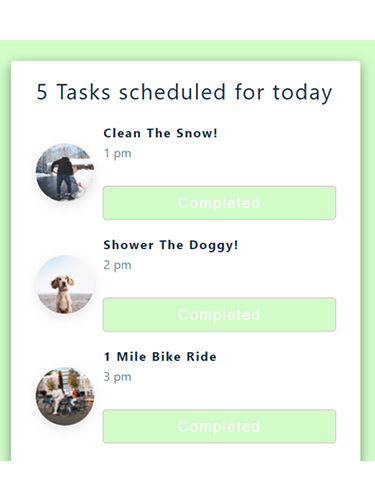 5 Tasks scheduled for today
Clean The Snow!
1 pm
Completed
Shower The Doggy!
2 pm
Completed
1 Mile Bike Ride
3 pm
Completed